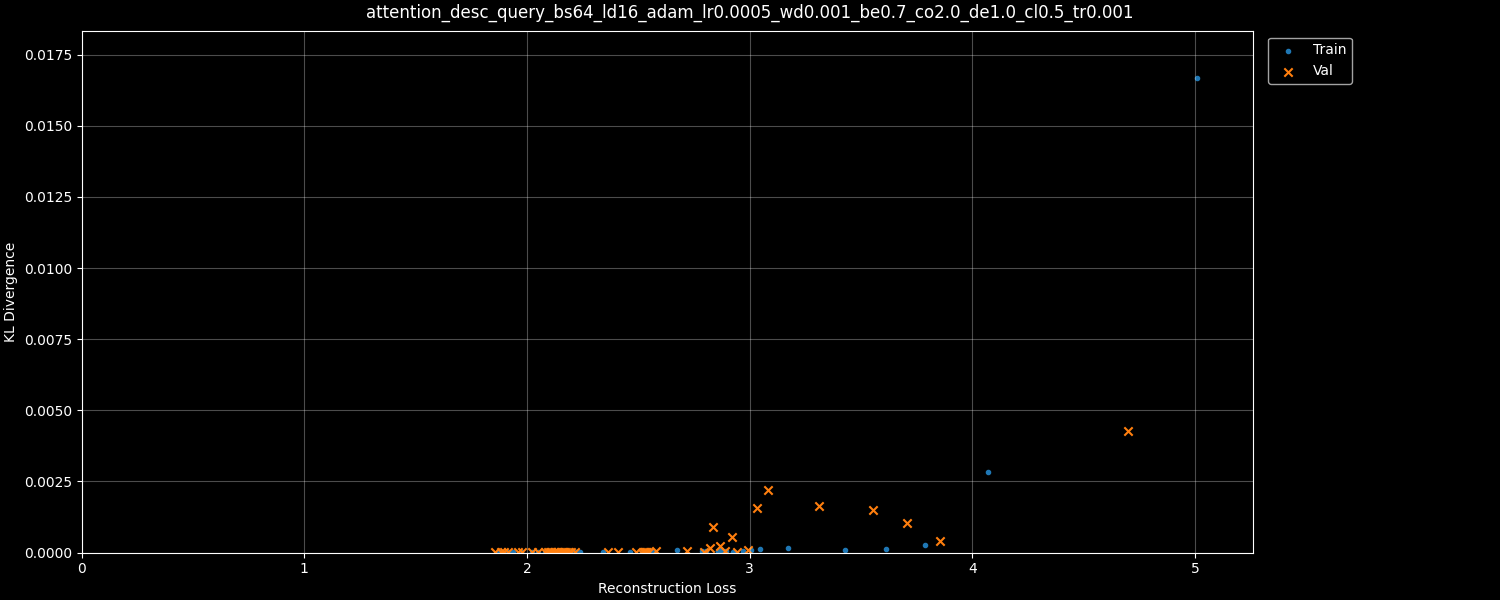 attention_desc_query_bs64_ld16_adam_lr0.0005_wd0.001_be0.7_co2.0_de1.0_cl0.5_tr0.001
Train
Val
KL Divergence
0.0175
0.0150
0.0125
0.0100
0.0075
0.0050
0.0025
0.0000
0 1 2 3 4 5
Reconstruction Loss